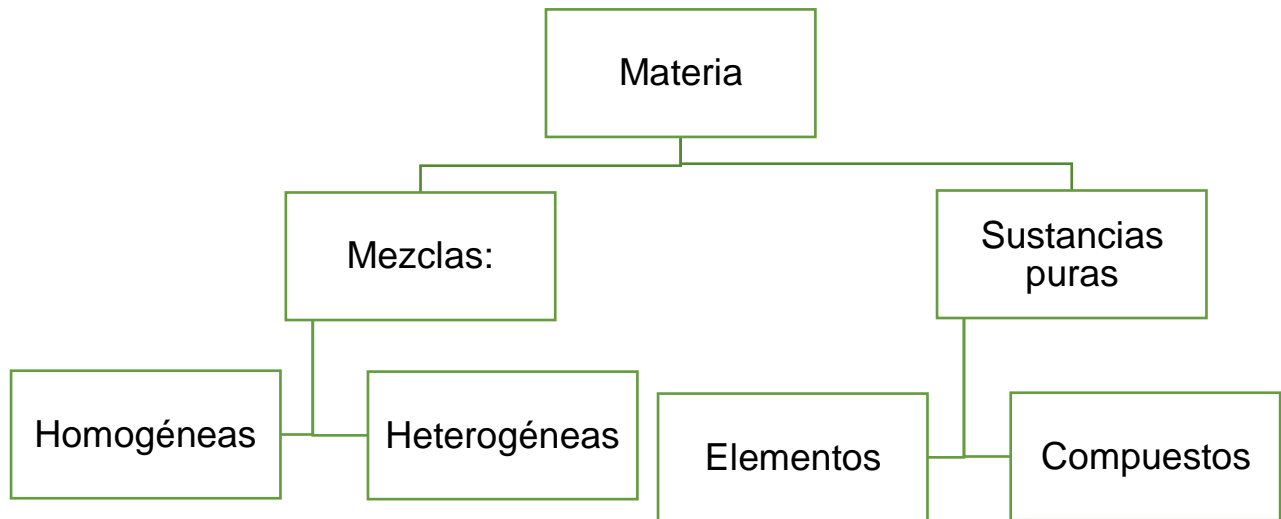 Materia
Mezclas:
Sustancias
puras
Homogéneas
Heterogéneas
Elementos
Compuestos